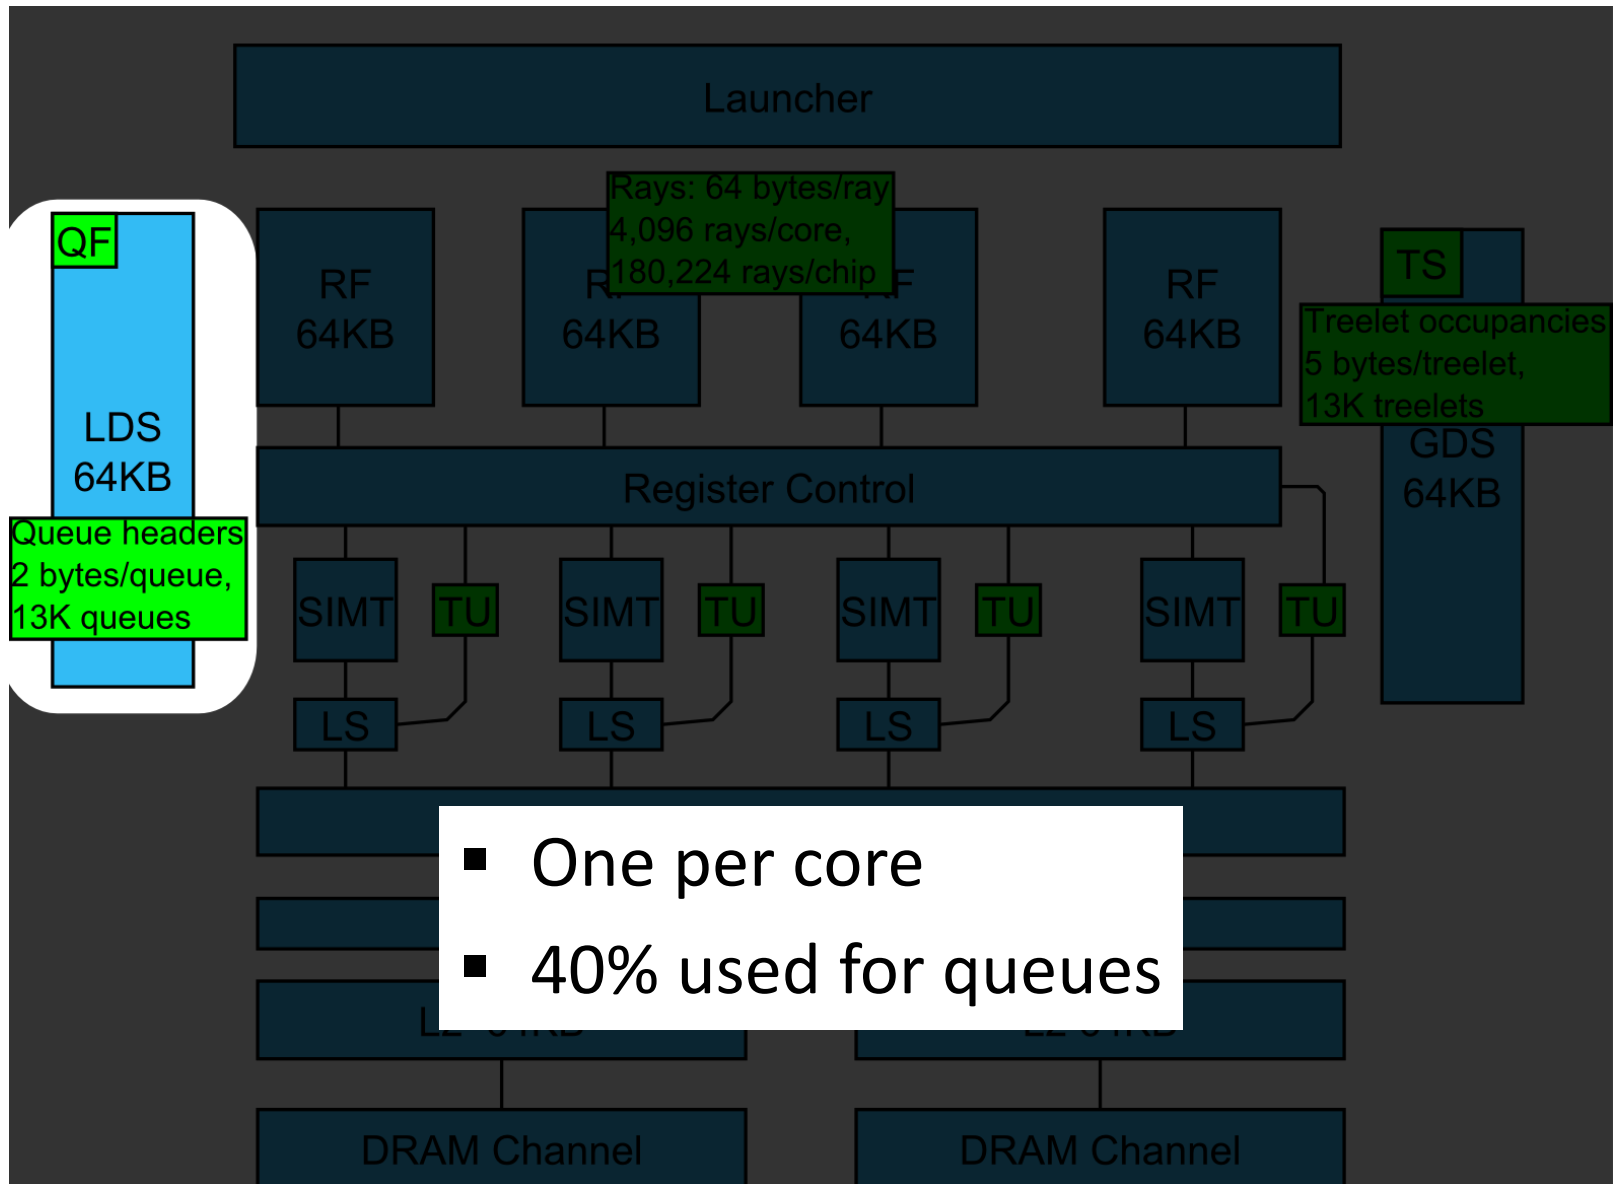 Launcher
Rays: 64 bytes/ray
4,096 rays/core,
180,224 rays/chip
QF
LDS
64KB
Queue headers
2 bytes/queue,
13K queues
RF
64KB
64KB
64KB
RF
64KB
TS
Treelet occupancies
5 bytes/treelet,
13K treelets
GDS
64KB
Register Control
SIMT
TU
SIMT
TU
SIMT
TU
SIMT
TU
LS
LS
LS
LS
▪ One per core
▪ 40% used for queues
DRAM Channel
DRAM Channel